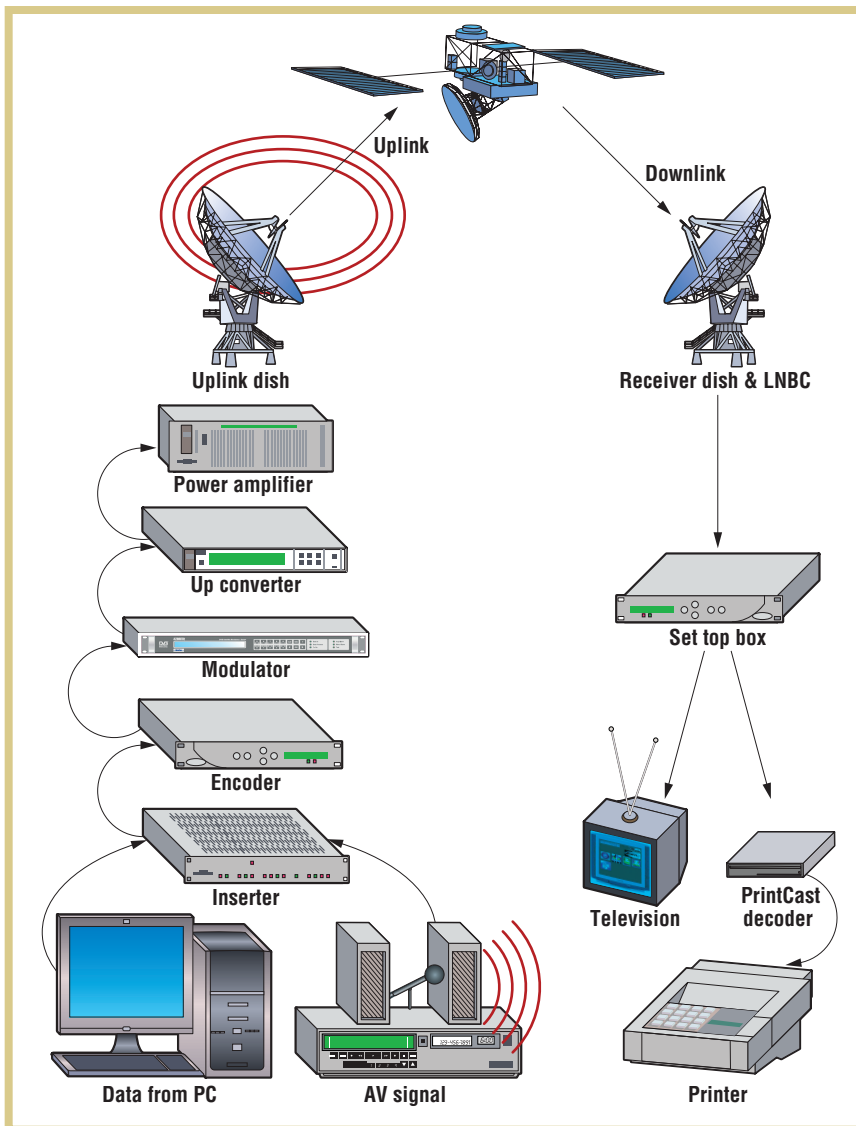 Uplink
Downlink
Uplink dish
Receiver dish & LNBC
Power amplifier
Up converter
Set top box
Modulator
Encoder
Inserter
Television
PrintCast
decoder
Data from PC
AV signal
Printer